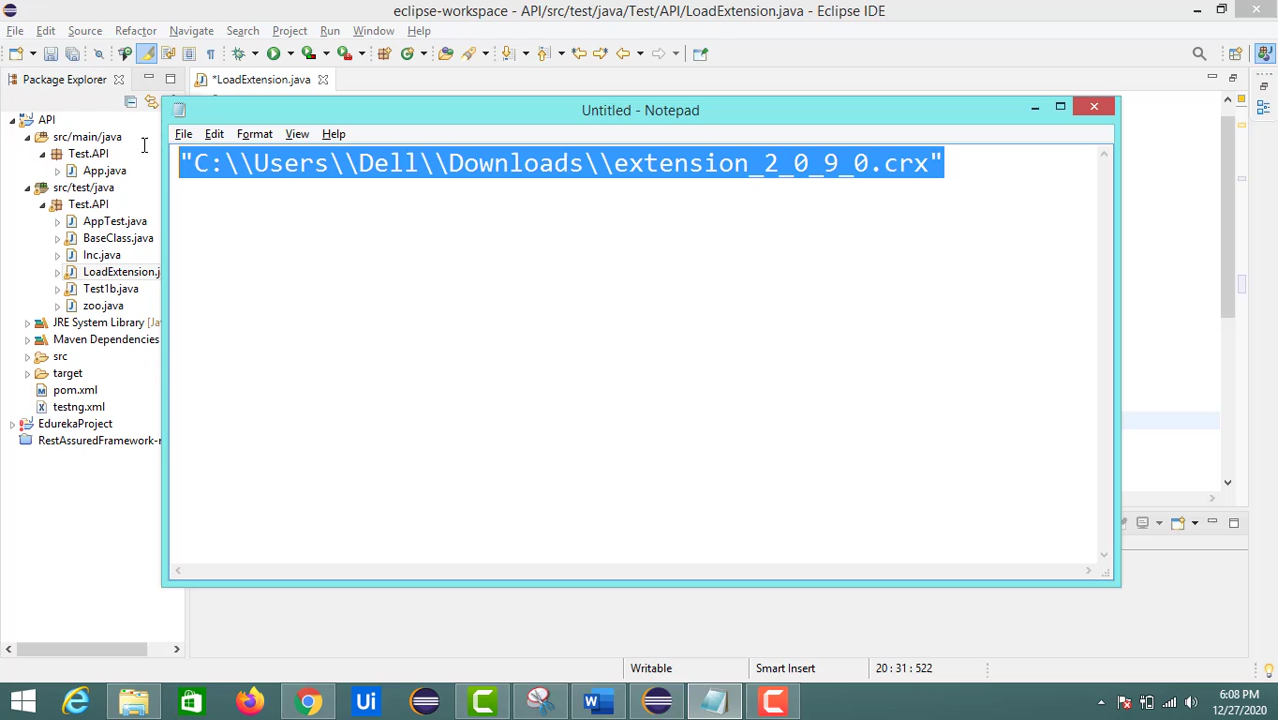 eclipse-workspace - API/src/test/java/Test/API/LoadExtension.java - Eclipse IDE
File Edit Source Refactor Navigate Search Project Run Window Help
Package Explorer
*LoadExtension.java
API
src/main/java
Test.API
App.java
src/test/java
Test.API
AppTest.java
BaseClass.java
Inc.java
LoadExtension.j
Test1b.java
zoo.java
JRE System Library [Ja
Maven Dependencies
src
target
pom.xml
testng.xml
EdurekaProject
RestAssuredFramework-r
Untitled - Notepad
File Edit Format View Help
"C:\\Users\\Dell\\Downloads\\extension_2_0_9_0.crx"
Writable
Smart Insert
20 : 31 : 522
Ui
6:08 PM
12/27/2020